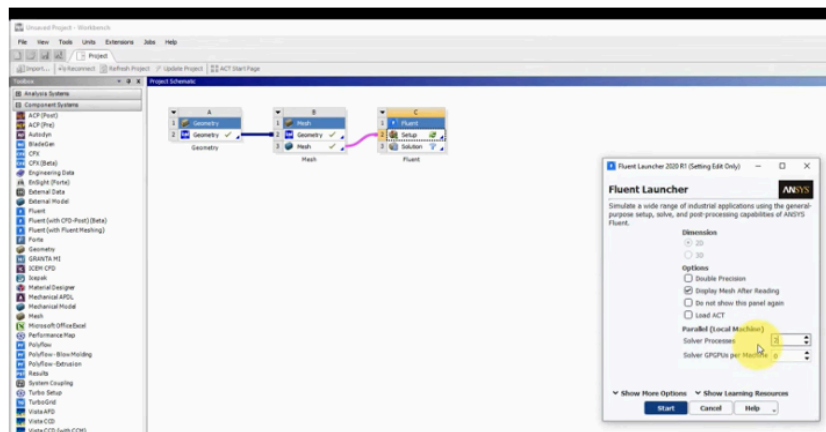 Unsaved Project - Workbench
File View Tools Units Extensions Jobs Help
Project
Import... Reconnect Refresh Project Update Project ACT Start Page
Toolbox
Project Schematic
Analysis Systems
Component Systems
ACP (Post)
ACP (Pre)
Autodyn
BladeGen
CFX
CFX (Beta)
Engineering Data
EnSight (Forte)
External Data
External Model
Fluent
Fluent (with CFD-Post) (Beta)
Fluent (with Fluent Meshing)
Forte
Geometry
GRANTA MI
ICEM CFD
Icepak
Material Designer
Mechanical APDL
Mechanical Model
Mesh
Microsoft Office Excel
Performance Map
Polyflow
Polyflow - Blow Molding
Polyflow - Extrusion
Results
System Coupling
Turbo Setup
TurboGrid
Vista AFD
Vista CCD
Vista CCD (with CCM)
A
1 Geometry
2 Geometry
Geometry
B
1 Mesh
2 Geometry
3 Mesh
Mesh
C
1 Fluent
2 Setup
3 Solution
Fluent
Fluent Launcher 2020 R1 (Setting Edit Only)
Fluent Launcher
ANSYS
Simulate a wide range of industrial applications using the general-
purpose setup, solve, and post-processing capabilities of ANSYS
Fluent.
Dimension
2D
3D
Options
Double Precision
Display Mesh After Reading
Do not show this panel again
Load ACT
Parallel (Local Machine)
Solver Processes 2
Solver GPGPUs per Machine 0
Show More Options Show Learning Resources
Start Cancel Help